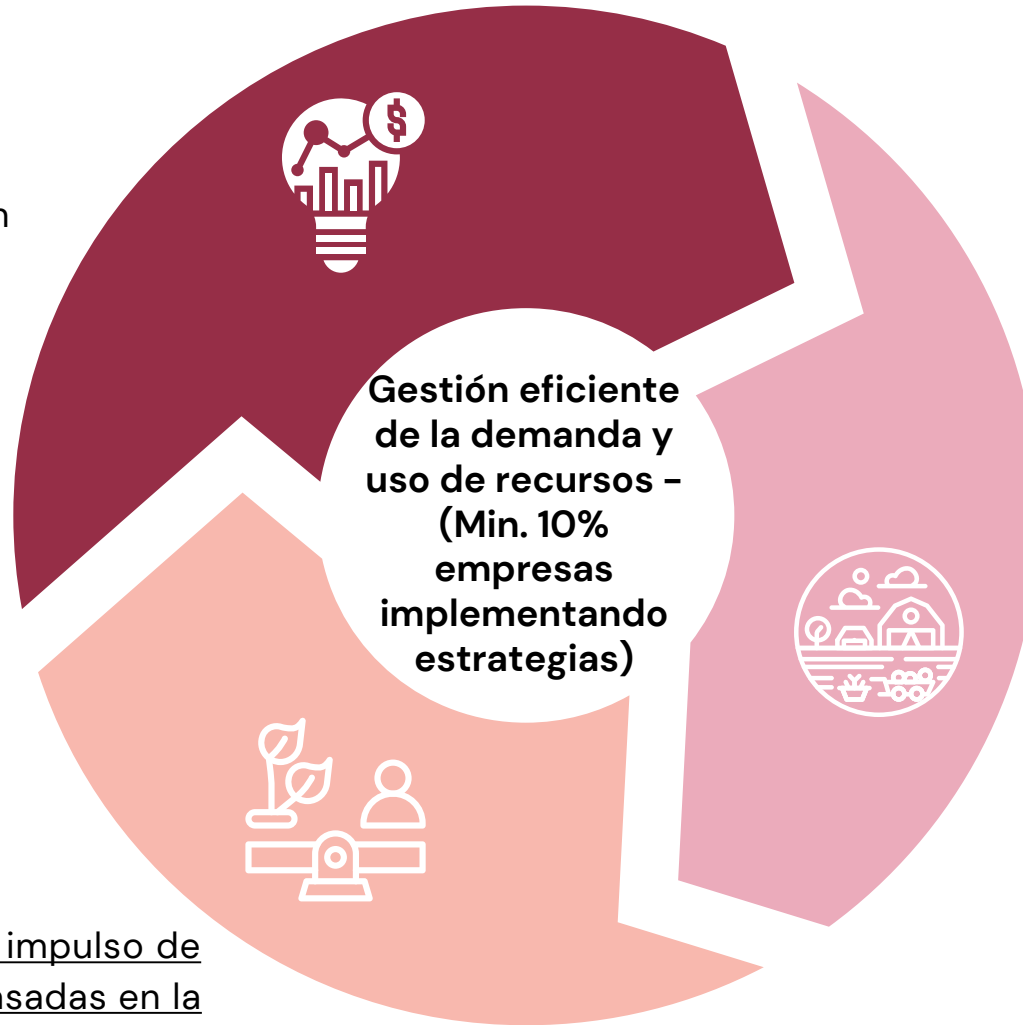 n
Gestión eficiente
de la demanda y
uso de recursos -
(Min. 10%
empresas
implementando
estrategias)
impulso de
asadas en la